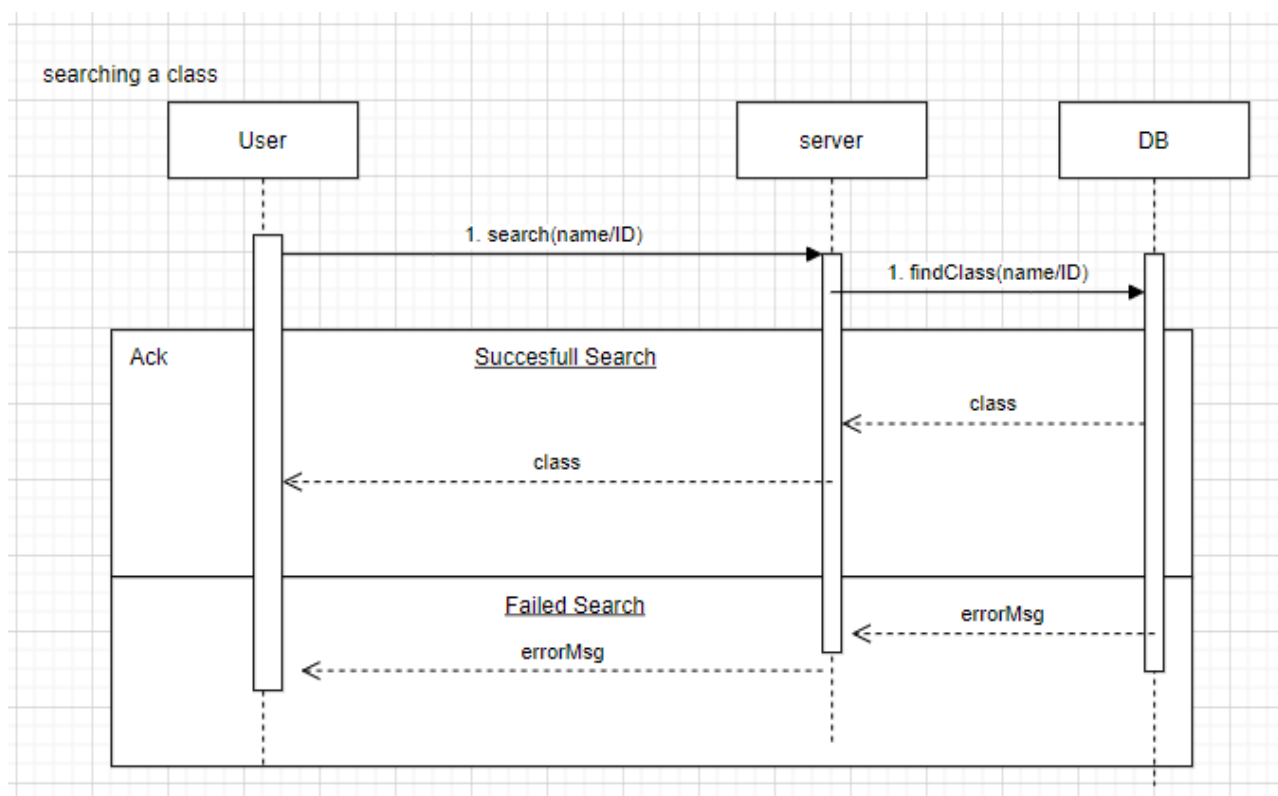 searching a class
User
server
DB
1. search(name/ID)
1. findClass(name/ID)
Ack
Succesfull Search
class
class
Failed Search
errorMsg
errorMsg